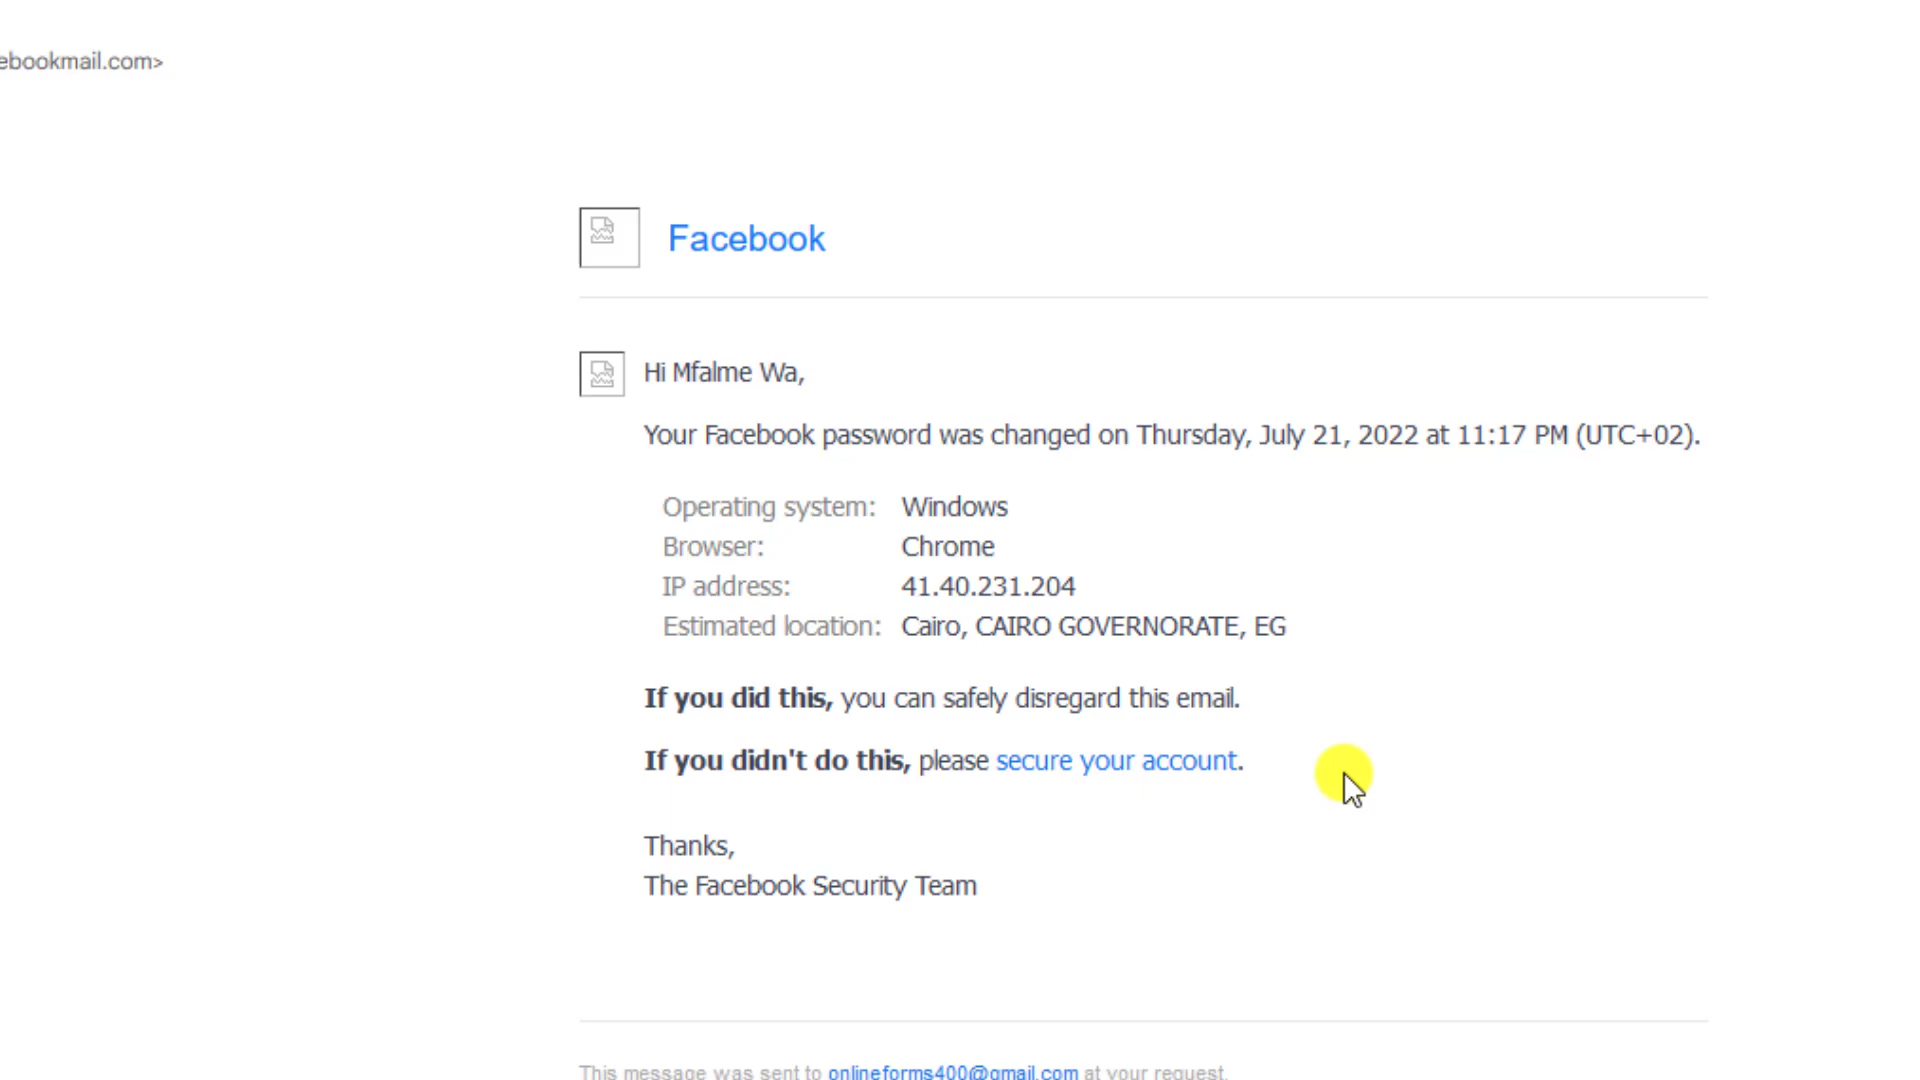 ebookmail.com>
Facebook
Hi Mfalme Wa,
Your Facebook password was changed on Thursday, July 21, 2022 at 11:17 PM (UTC+02).
Operating system: Windows
Browser: Chrome
IP address: 41.40.231.204
Estimated location: Cairo, CAIRO GOVERNORATE, EG
If you did this, you can safely disregard this email.
If you didn't do this, please secure your account.
Thanks,
The Facebook Security Team
This message was sent to onlineforms400@gmail.com at your request.